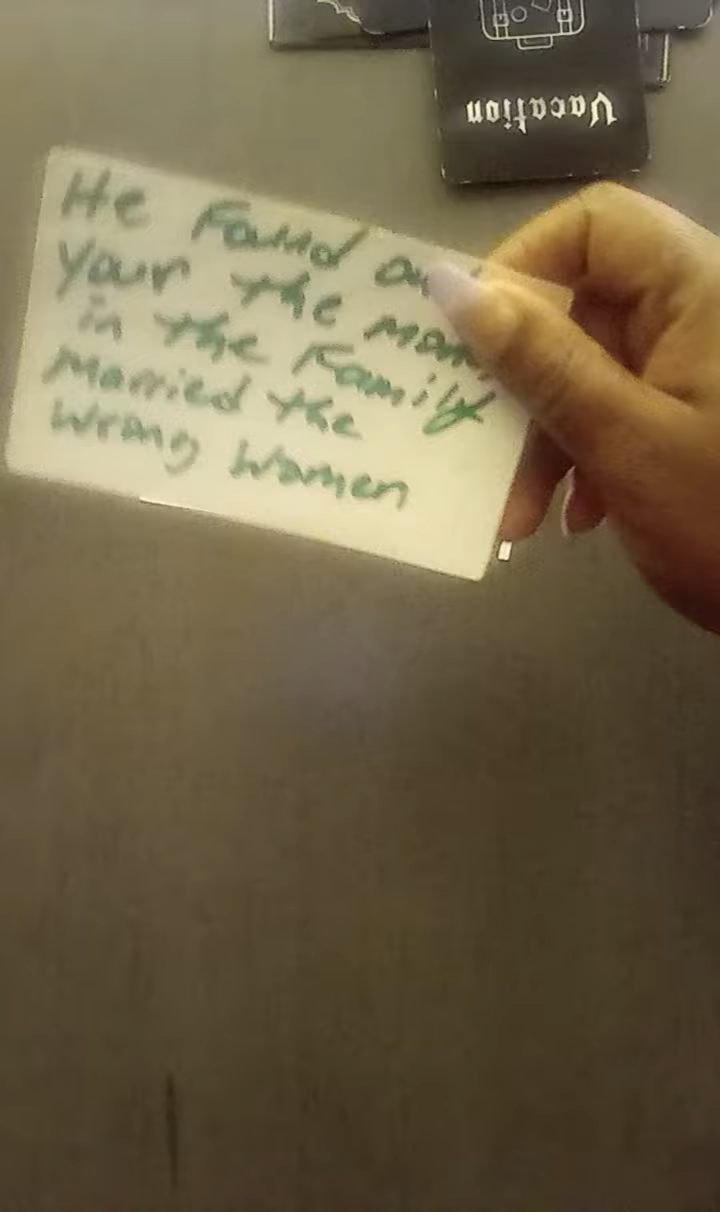 Vacation
He Found
Your the
in the Family
Married the
Wrong Women